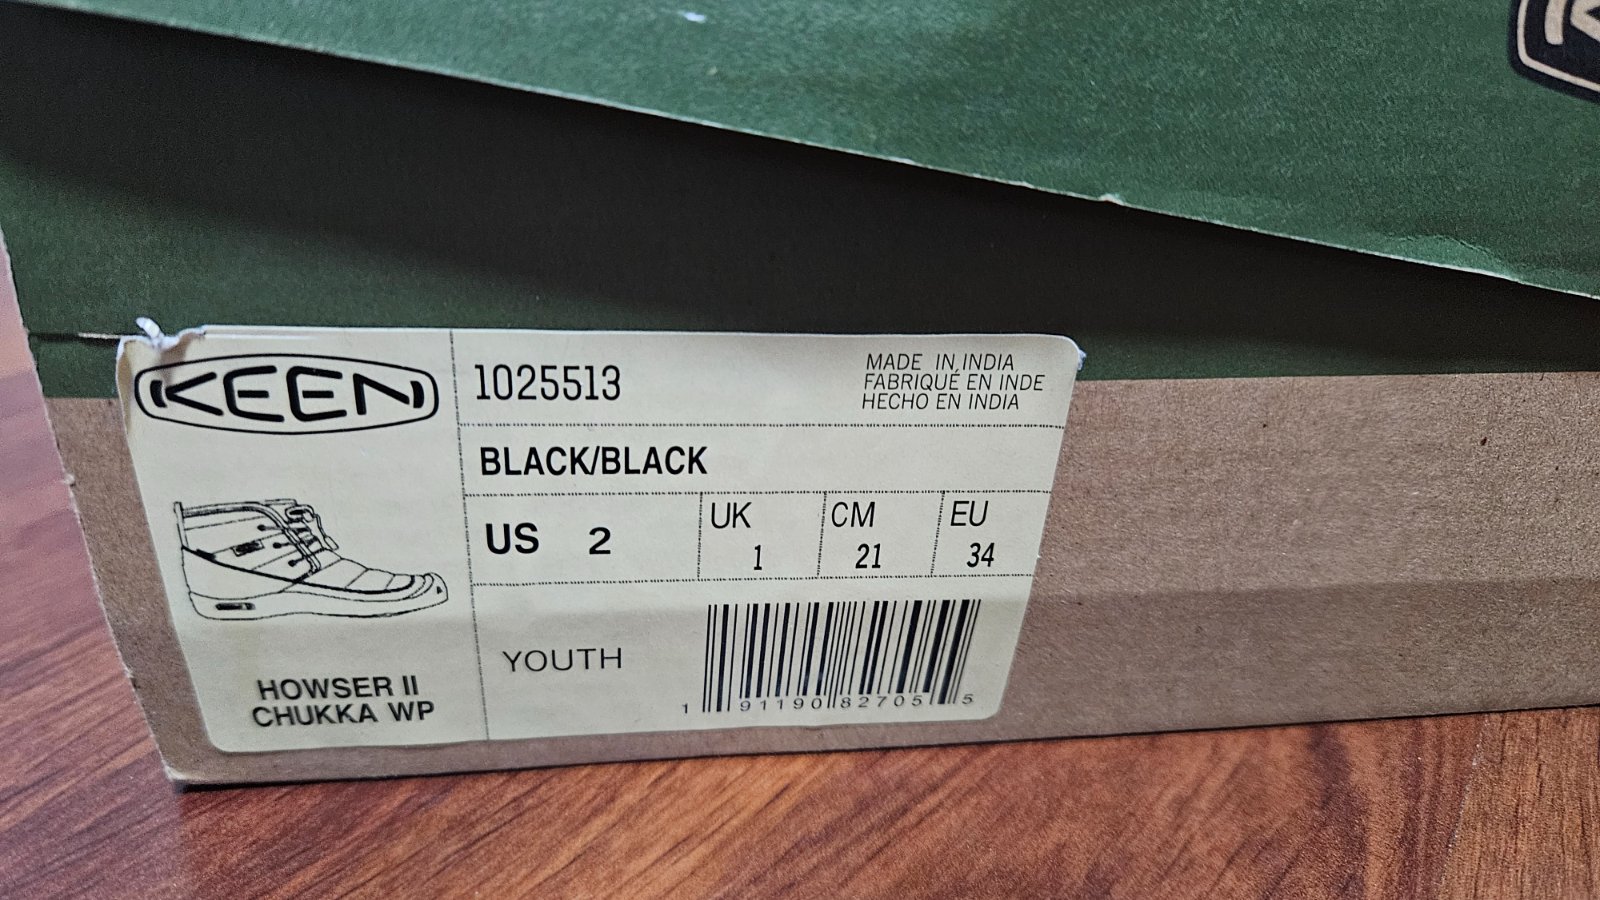 KEEN
1025513
MADE IN INDIA
FABRIQUÉ EN INDE
HECHO EN INDIA
BLACK/BLACK
US 2
UK
1
CM
21
EU
34
YOUTH
HOWSER II
CHUKKA WP
1 91190 82705 5